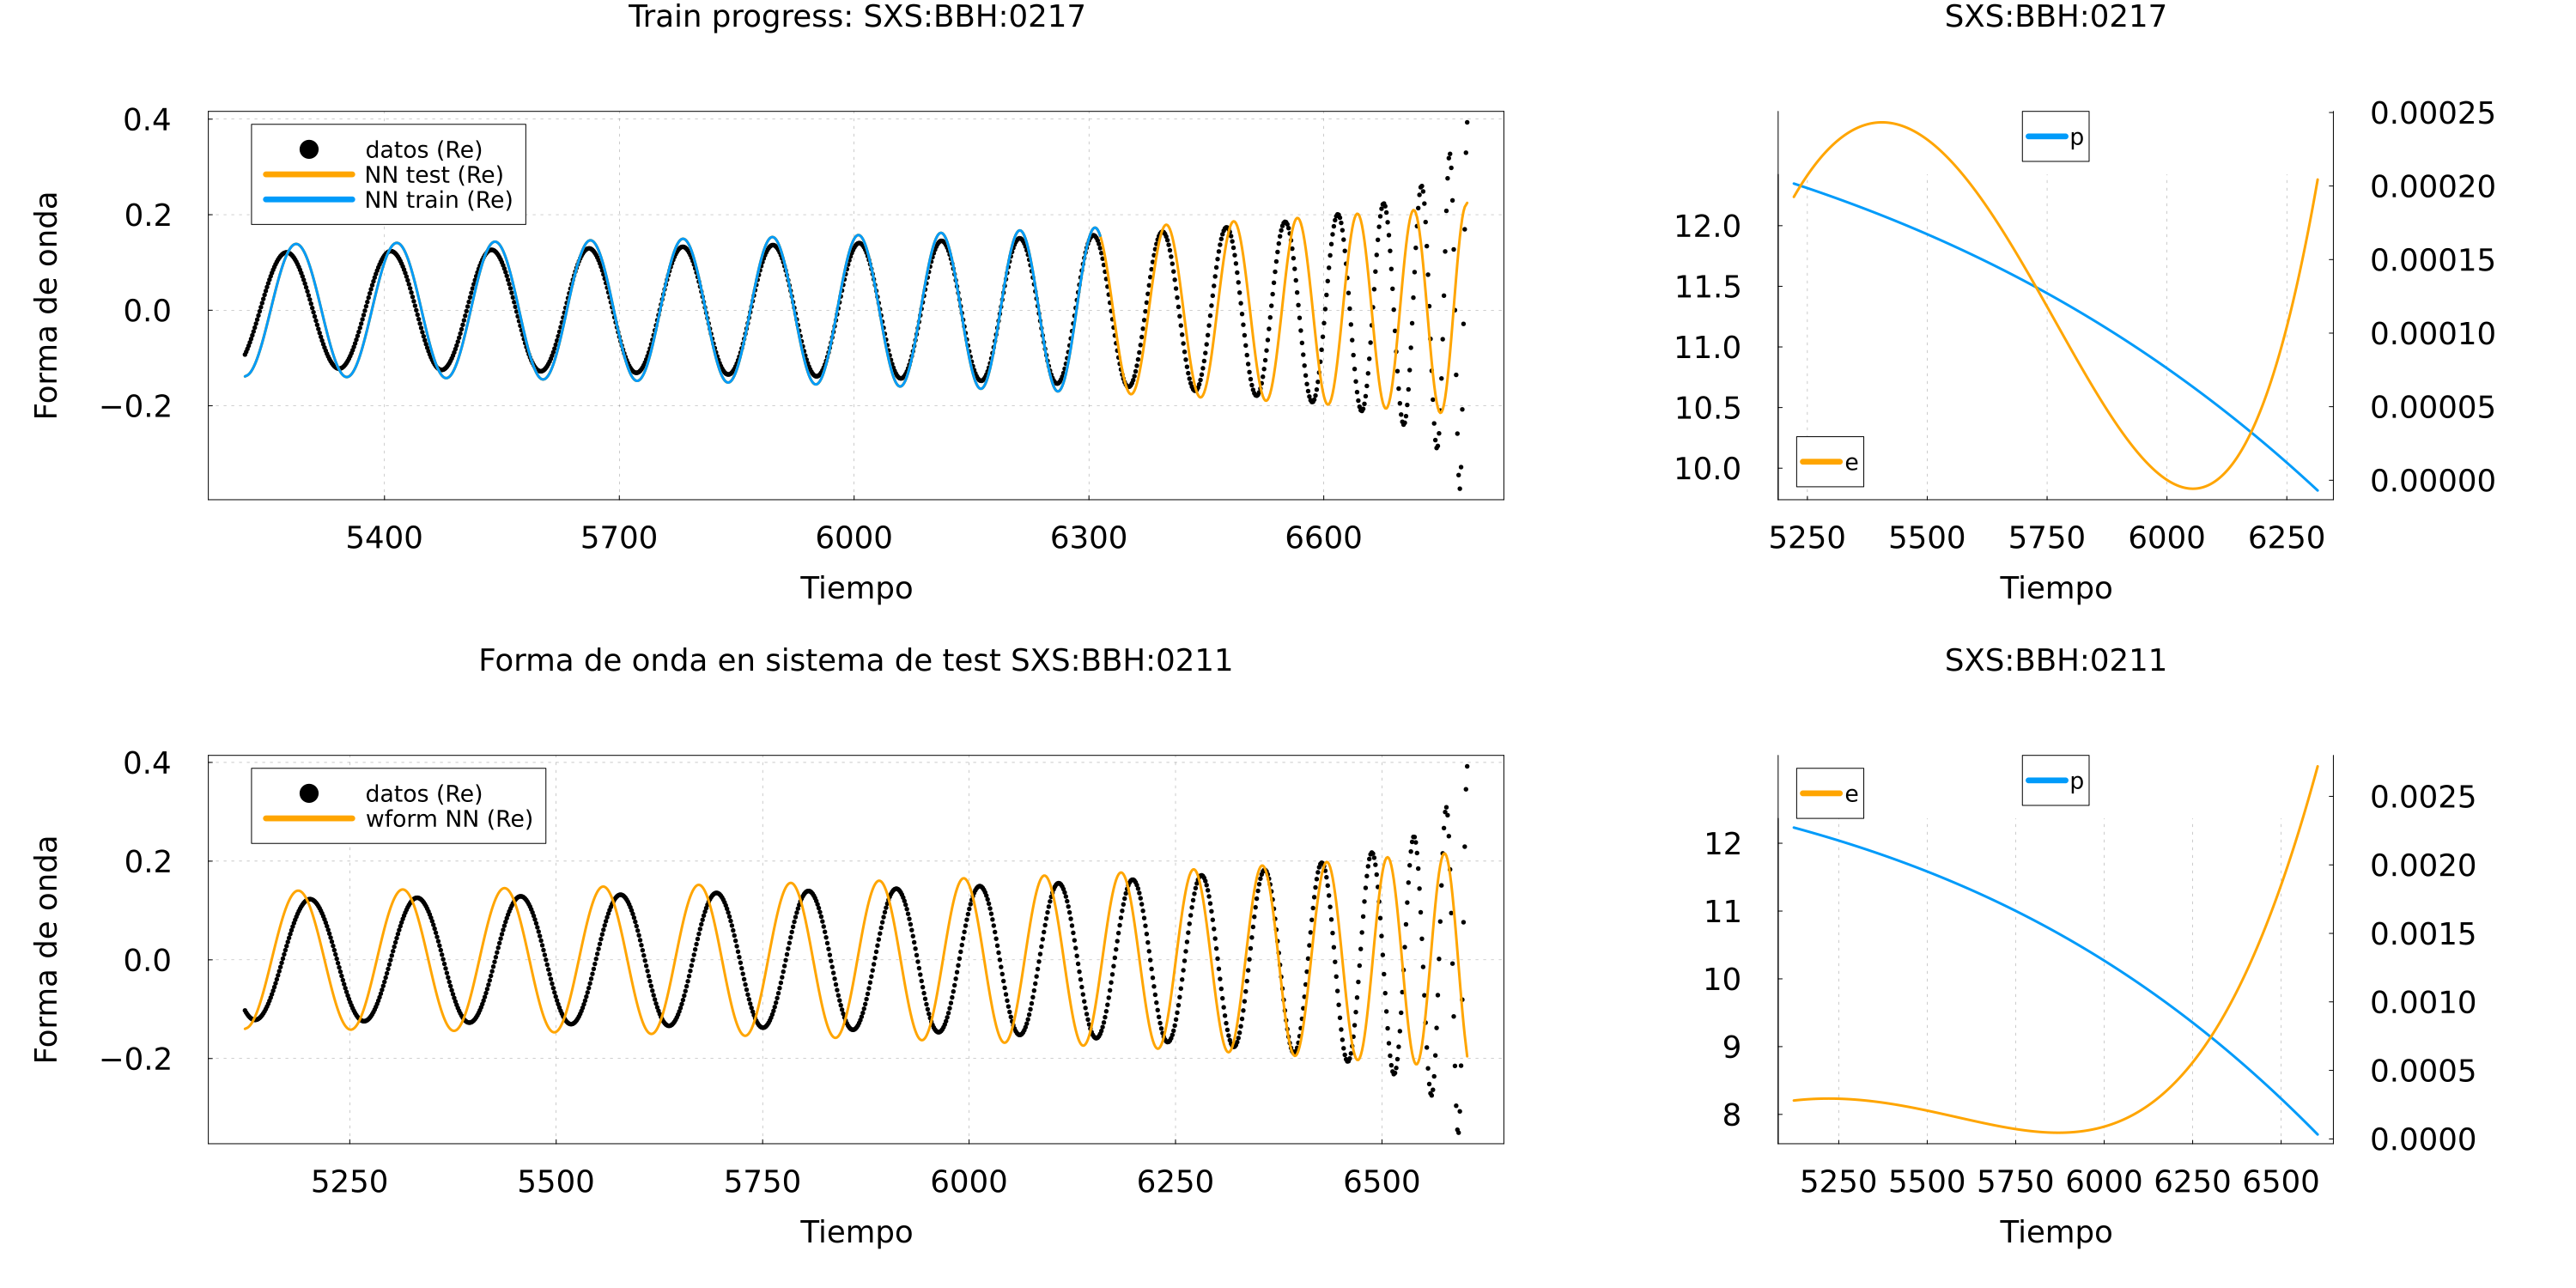 Train progress: SXS:BBH:0217
Forma de onda
0.4
0.2
0.0
−0.2
datos (Re)
NN test (Re)
NN train (Re)
5400 5700 6000 6300 6600
Tiempo
SXS:BBH:0217
12.0
11.5
11.0
10.5
10.0
p
e
0.00025
0.00020
0.00015
0.00010
0.00005
0.00000
5250 5500 5750 6000 6250
Tiempo
Forma de onda en sistema de test SXS:BBH:0211
Forma de onda
0.4
0.2
0.0
−0.2
datos (Re)
wform NN (Re)
5250 5500 5750 6000 6250 6500
Tiempo
SXS:BBH:0211
12
11
10
9
8
e
p
0.0025
0.0020
0.0015
0.0010
0.0005
0.0000
5250 5500 5750 6000 6250 6500
Tiempo